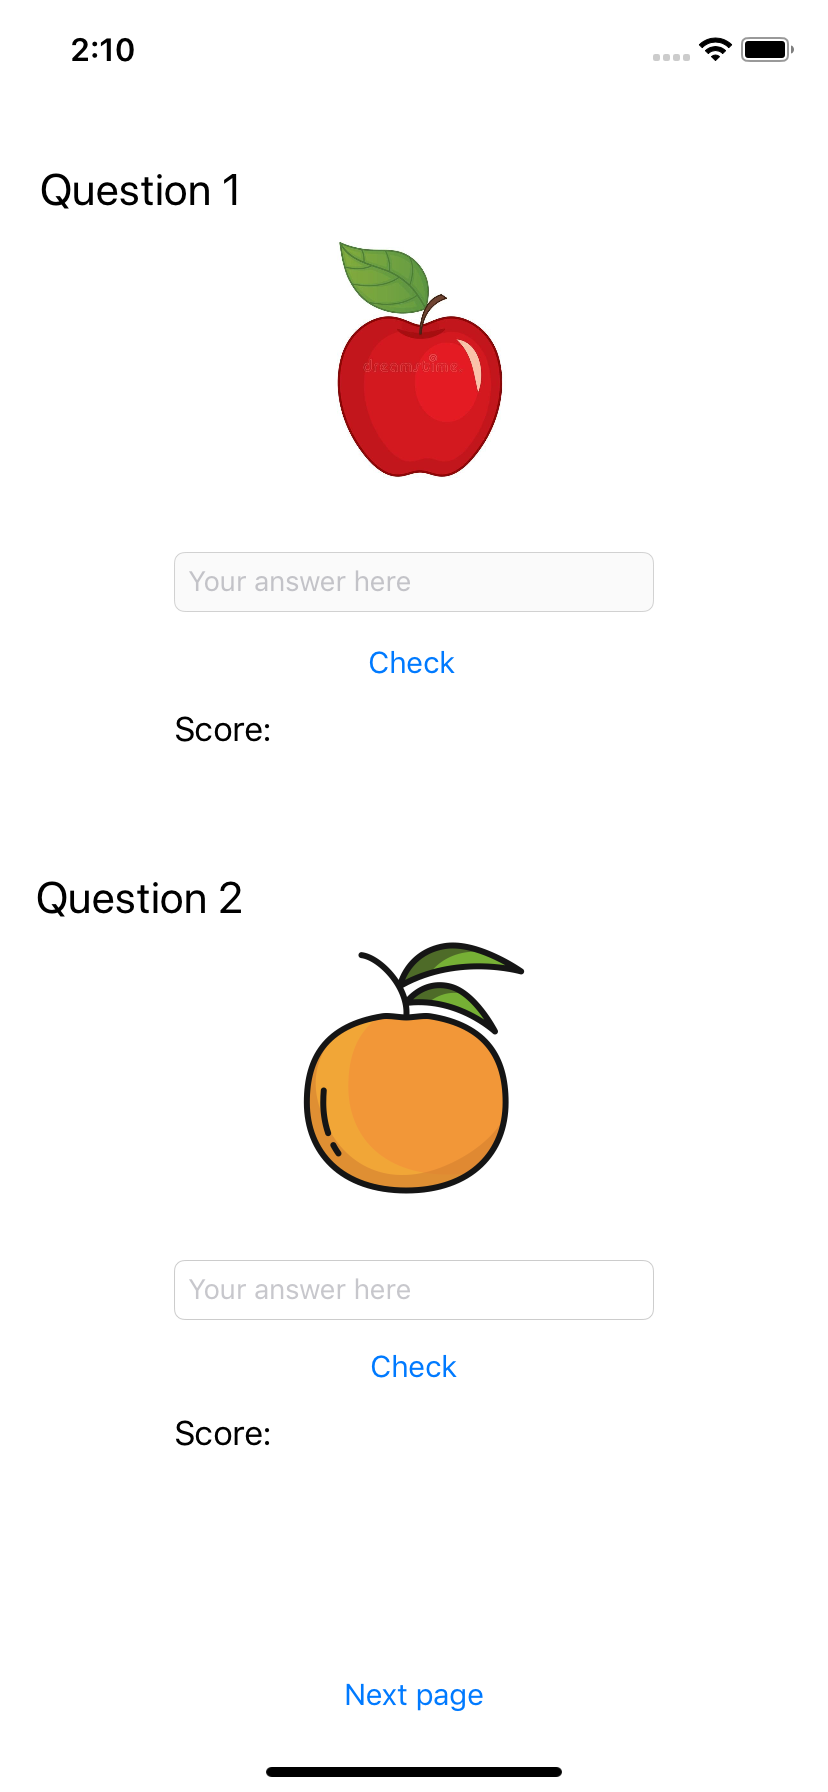 2:10
Question 1
dreamstime
Your answer here
Check
Score:
Question 2
Your answer here
Check
Score:
Next page